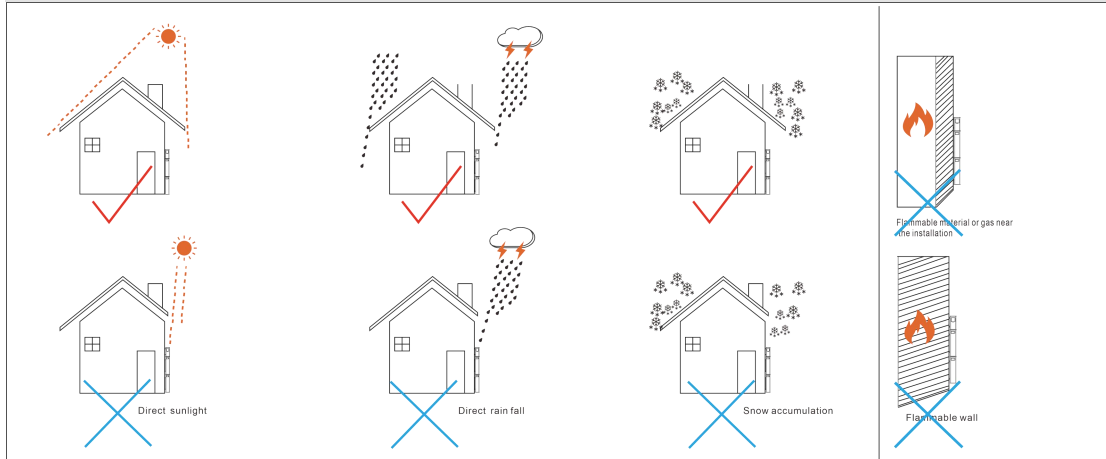 Flammable material or gas near
the installation
Direct sunlight
Direct rain fall
Snow accumulation
Flammable wall